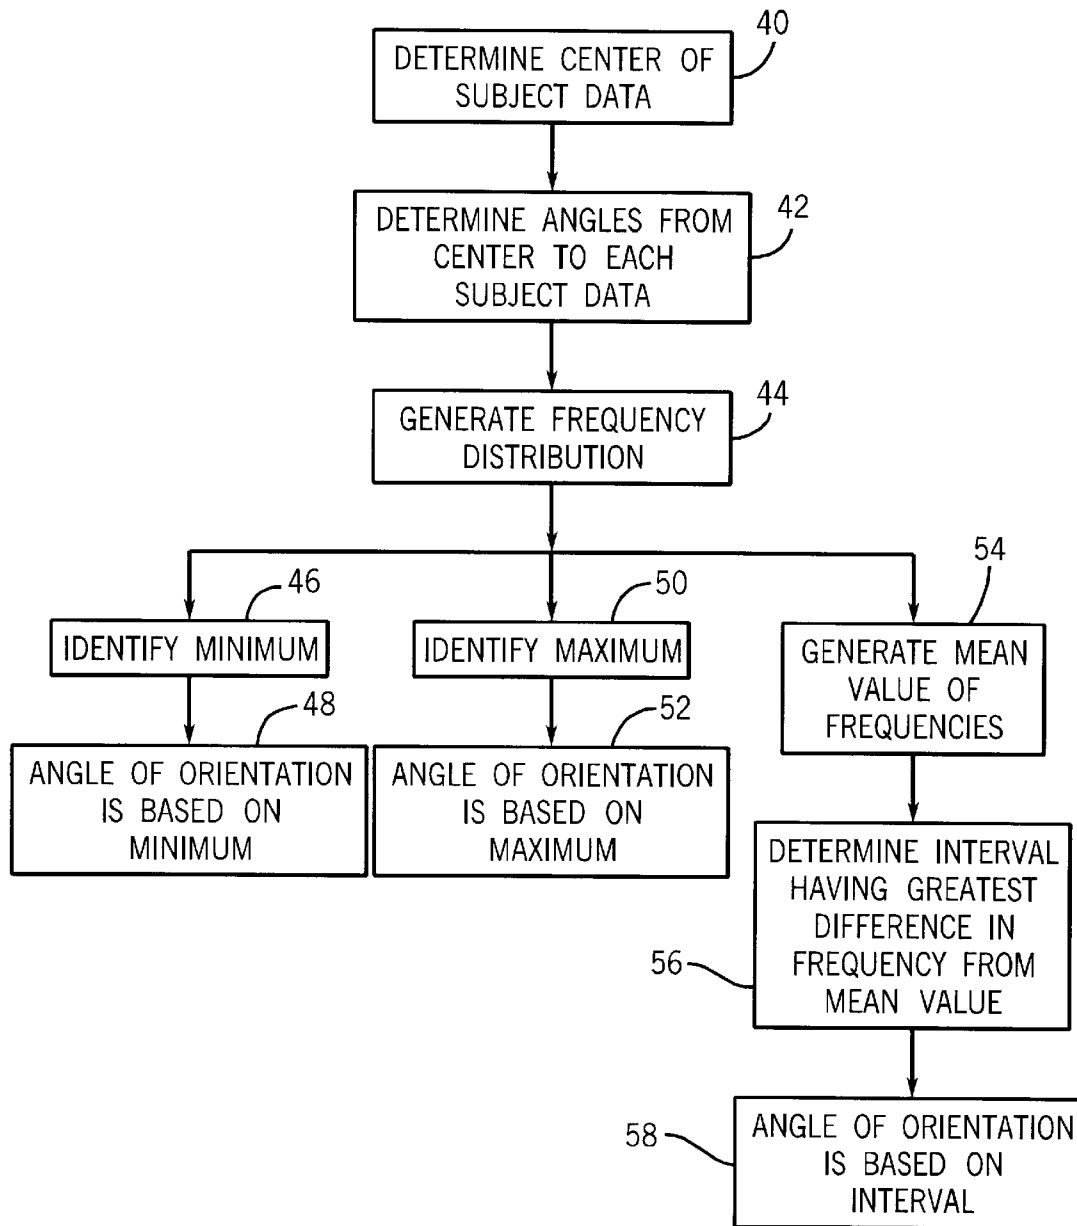 40
DETERMINE CENTER OF
SUBJECT DATA
42
DETERMINE ANGLES FROM
CENTER TO EACH
SUBJECT DATA
44
GENERATE FREQUENCY
DISTRIBUTION
46
IDENTIFY MINIMUM
48
ANGLE OF ORIENTATION
IS BASED ON
MINIMUM
50
IDENTIFY MAXIMUM
52
ANGLE OF ORIENTATION
IS BASED ON
MAXIMUM
54
GENERATE MEAN
VALUE OF
FREQUENCIES
56
DETERMINE INTERVAL
HAVING GREATEST
DIFFERENCE IN
FREQUENCY FROM
MEAN VALUE
58
ANGLE OF ORIENTATION
IS BASED ON
INTERVAL